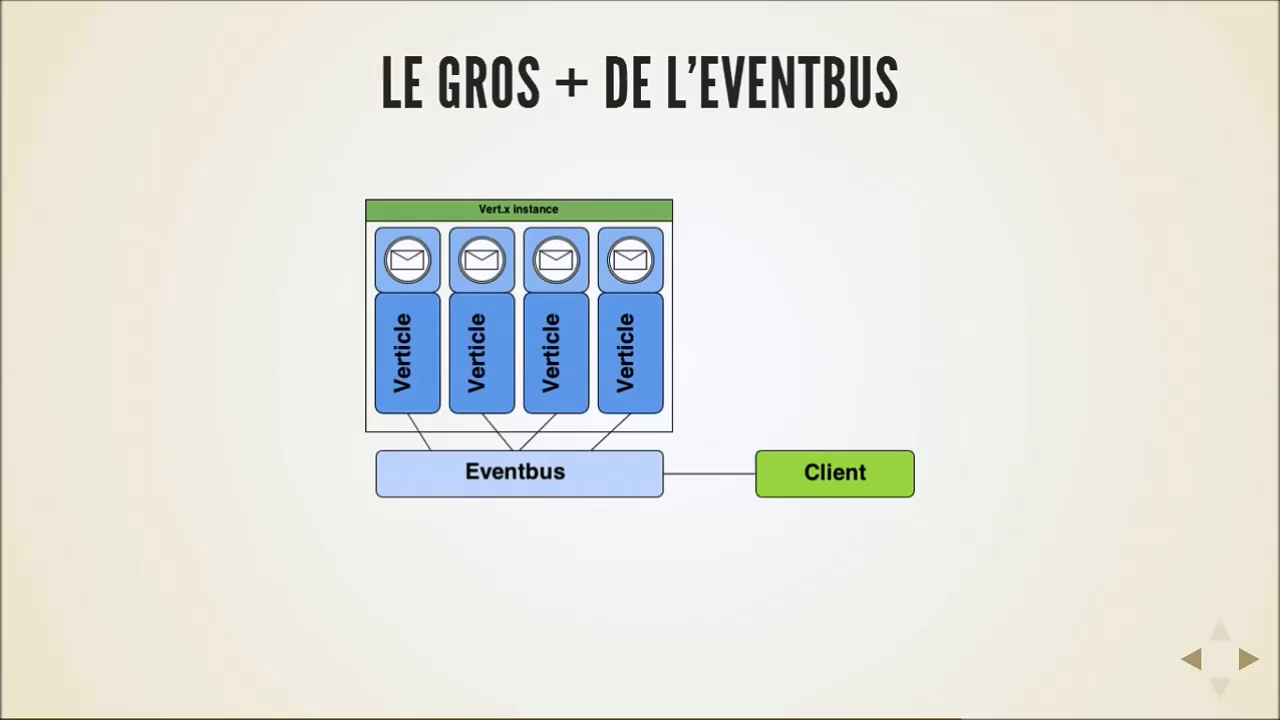 LE GROS + DE L'EVENTBUS
Vert.x instance
Verticle
Verticle
Verticle
Verticle
Eventbus
Client